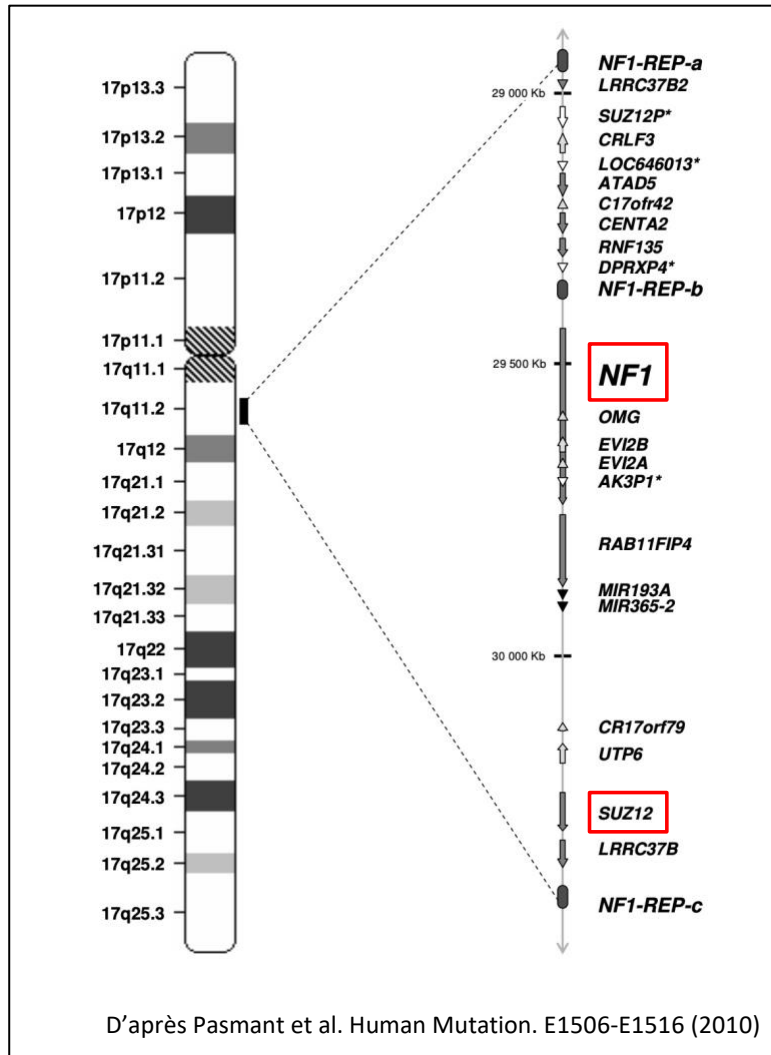 17p13.3
17p13.2
17p13.1
17p12
17p11.2
17p11.1
17q11.1
17q11.2
17q12
17q21.1
17q21.2
17q21.31
17q21.32
17q21.33
17q22
17q23.1
17q23.2
17q23.3
17q24.1
17q24.2
17q24.3
17q25.1
17q25.2
17q25.3
29 000 Kb
29 500 Kb
30 000 Kb
NF1-REP-a
LRRC37B2
SUZ12P*
CRLF3
LOC646013*
ATAD5
C17ofr42
CENTA2
RNF135
DPRXP4*
NF1-REP-b
NF1
OMG
EVI2B
EVI2A
AK3P1*
RAB11FIP4
MIR193A
MIR365-2
CR17orf79
UTP6
SUZ12
LRRC37B
NF1-REP-c
D’après Pasmant et al. Human Mutation. E1506-E1516 (2010)